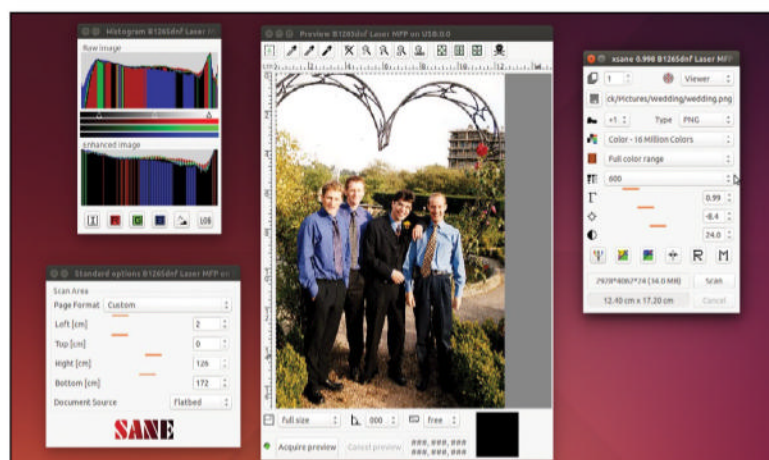 Histogram B1265dnf Laser MFP
Raw image
Enhanced image
LOG
Preview B1265dnf Laser MFP on USB:0.0
Full size
000
free
Acquire preview
Cancel preview
###, ###, ###
###, ###, ###
xsane 0.998 B1265dnf Laser MFP
1
Viewer
ck/Pictures/Wedding/wedding.png
+1
Type
PNG
Color - 16 Million Colors
Full color range
600
0.99
-8.4
24.0
R
M
2928*4062*24 (34.0 MB)
Scan
12.40 cm x 17.20 cm
Cancel
Standard options B1265dnf Laser MFP on
Scan Area
Page Format
Custom
Left [cm]
2
Top [cm]
0
Right [cm]
126
Bottom [cm]
172
Document Source
Flatbed
SANE